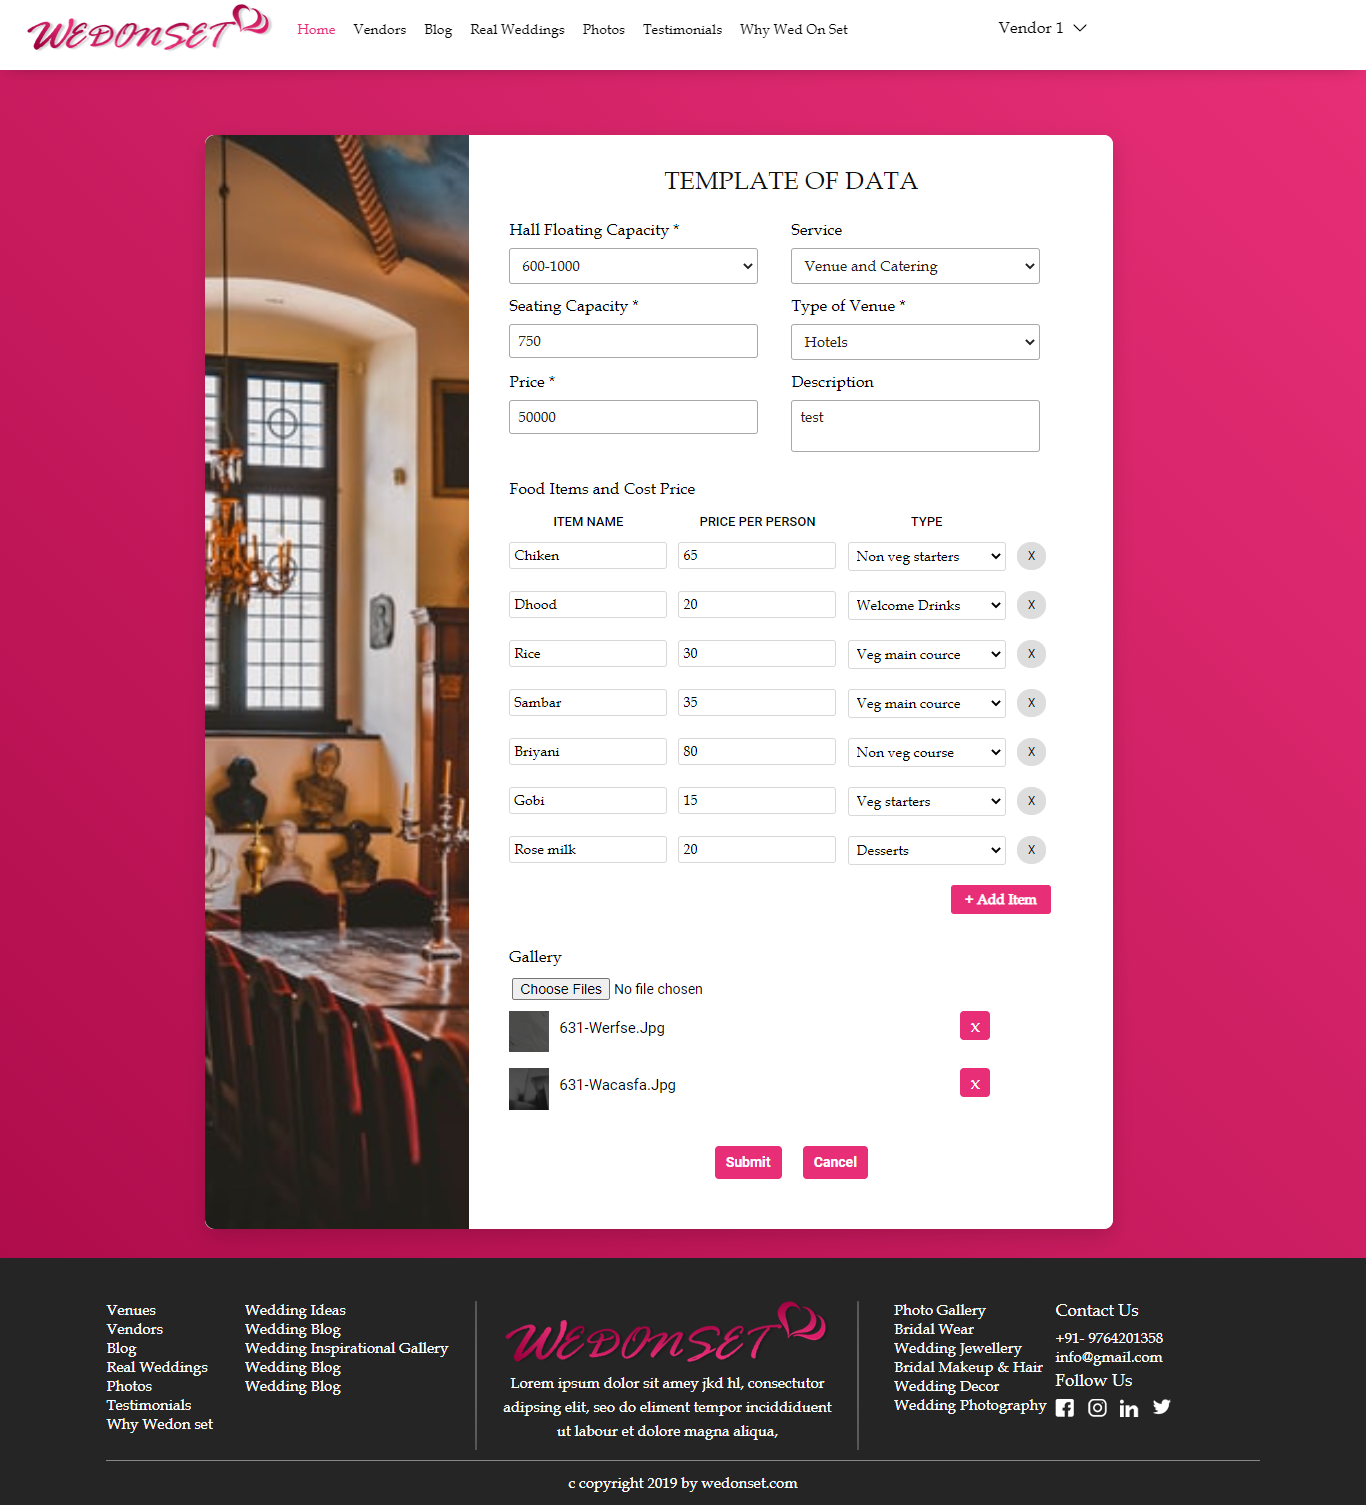 WEDONSET
Home Vendors Blog Real Weddings Photos Testimonials Why Wed On Set Vendor 1
TEMPLATE OF DATA
Hall Floating Capacity * Service
600-1000 Venue and Catering
Seating Capacity * Type of Venue *
750 Hotels
Price * Description
50000 test
Food Items and Cost Price
ITEM NAME PRICE PER PERSON TYPE
Chiken 65 Non veg starters X
Dhood 20 Welcome Drinks X
Rice 30 Veg main cource X
Sambar 35 Veg main cource X
Briyani 80 Non veg course X
Gobi 15 Veg starters X
Rose milk 20 Desserts X
+ Add Item
Gallery
Choose Files No file chosen
631-Werfse.Jpg x
631-Wacasfa.Jpg x
Submit Cancel
Venues
Vendors
Blog
Real Weddings
Photos
Testimonials
Why Wedon set
Wedding Ideas
Wedding Blog
Wedding Inspirational Gallery
Wedding Blog
Wedding Blog
WEDONSET
Lorem ipsum dolor sit amey jkd hl, consectutor
adipsing elit, seo do eliment tempor inciddiduent
ut labour et dolore magna aliqua,
Photo Gallery
Bridal Wear
Wedding Jewellery
Bridal Makeup & Hair
Wedding Decor
Wedding Photography
Contact Us
+91- 9764201358
info@gmail.com
Follow Us
c copyright 2019 by wedonset.com